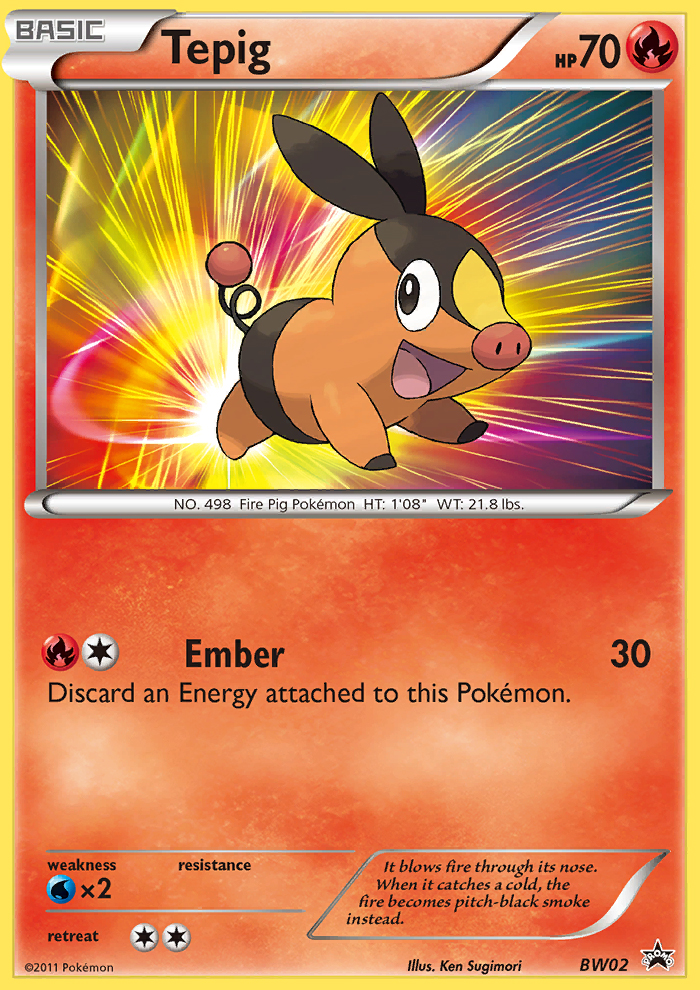 BASIC
Tepig
HP70
NO. 498 Fire Pig Pokémon HT: 1'08" WT: 21.8 lbs.
Ember 30
Discard an Energy attached to this Pokémon.
weakness resistance
×2
It blows fire through its nose.
When it catches a cold, the
fire becomes pitch-black smoke
instead.
retreat
©2011 Pokémon Illus. Ken Sugimori BW02 PROMO